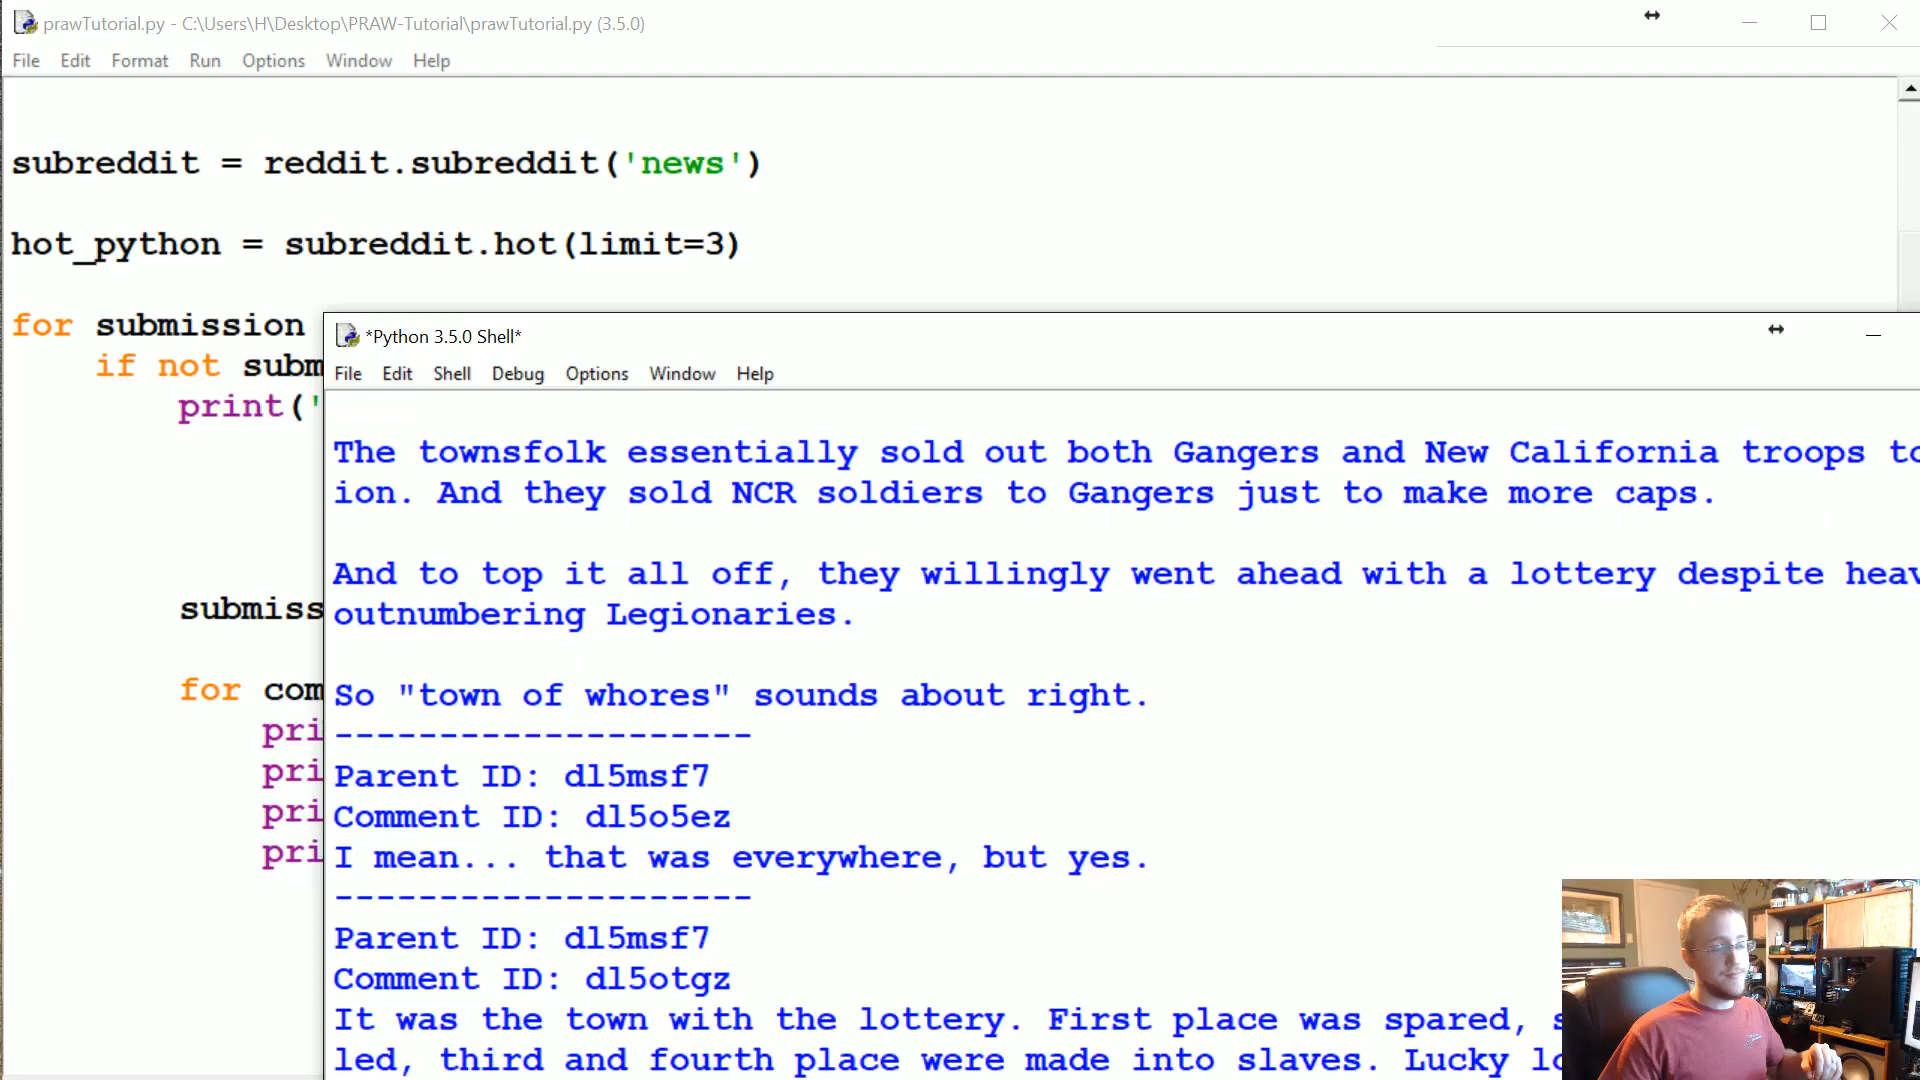 prawTutorial.py - C:\Users\H\Desktop\PRAW-Tutorial\prawTutorial.py (3.5.0)
File Edit Format Run Options Window Help
subreddit = reddit.subreddit('news')
hot_python = subreddit.hot(limit=3)
for submission
if not subm
print('
submiss
for com
pri
pri
pri
pri
*Python 3.5.0 Shell*
File Edit Shell Debug Options Window Help
The townsfolk essentially sold out both Gangers and New California troops to
ion. And they sold NCR soldiers to Gangers just to make more caps.
And to top it all off, they willingly went ahead with a lottery despite heav
outnumbering Legionaries.
So "town of whores" sounds about right.
--------------------
Parent ID: dl5msf7
Comment ID: dl5o5ez
I mean... that was everywhere, but yes.
--------------------
Parent ID: dl5msf7
Comment ID: dl5otgz
It was the town with the lottery. First place was spared, s
led, third and fourth place were made into slaves. Lucky lo